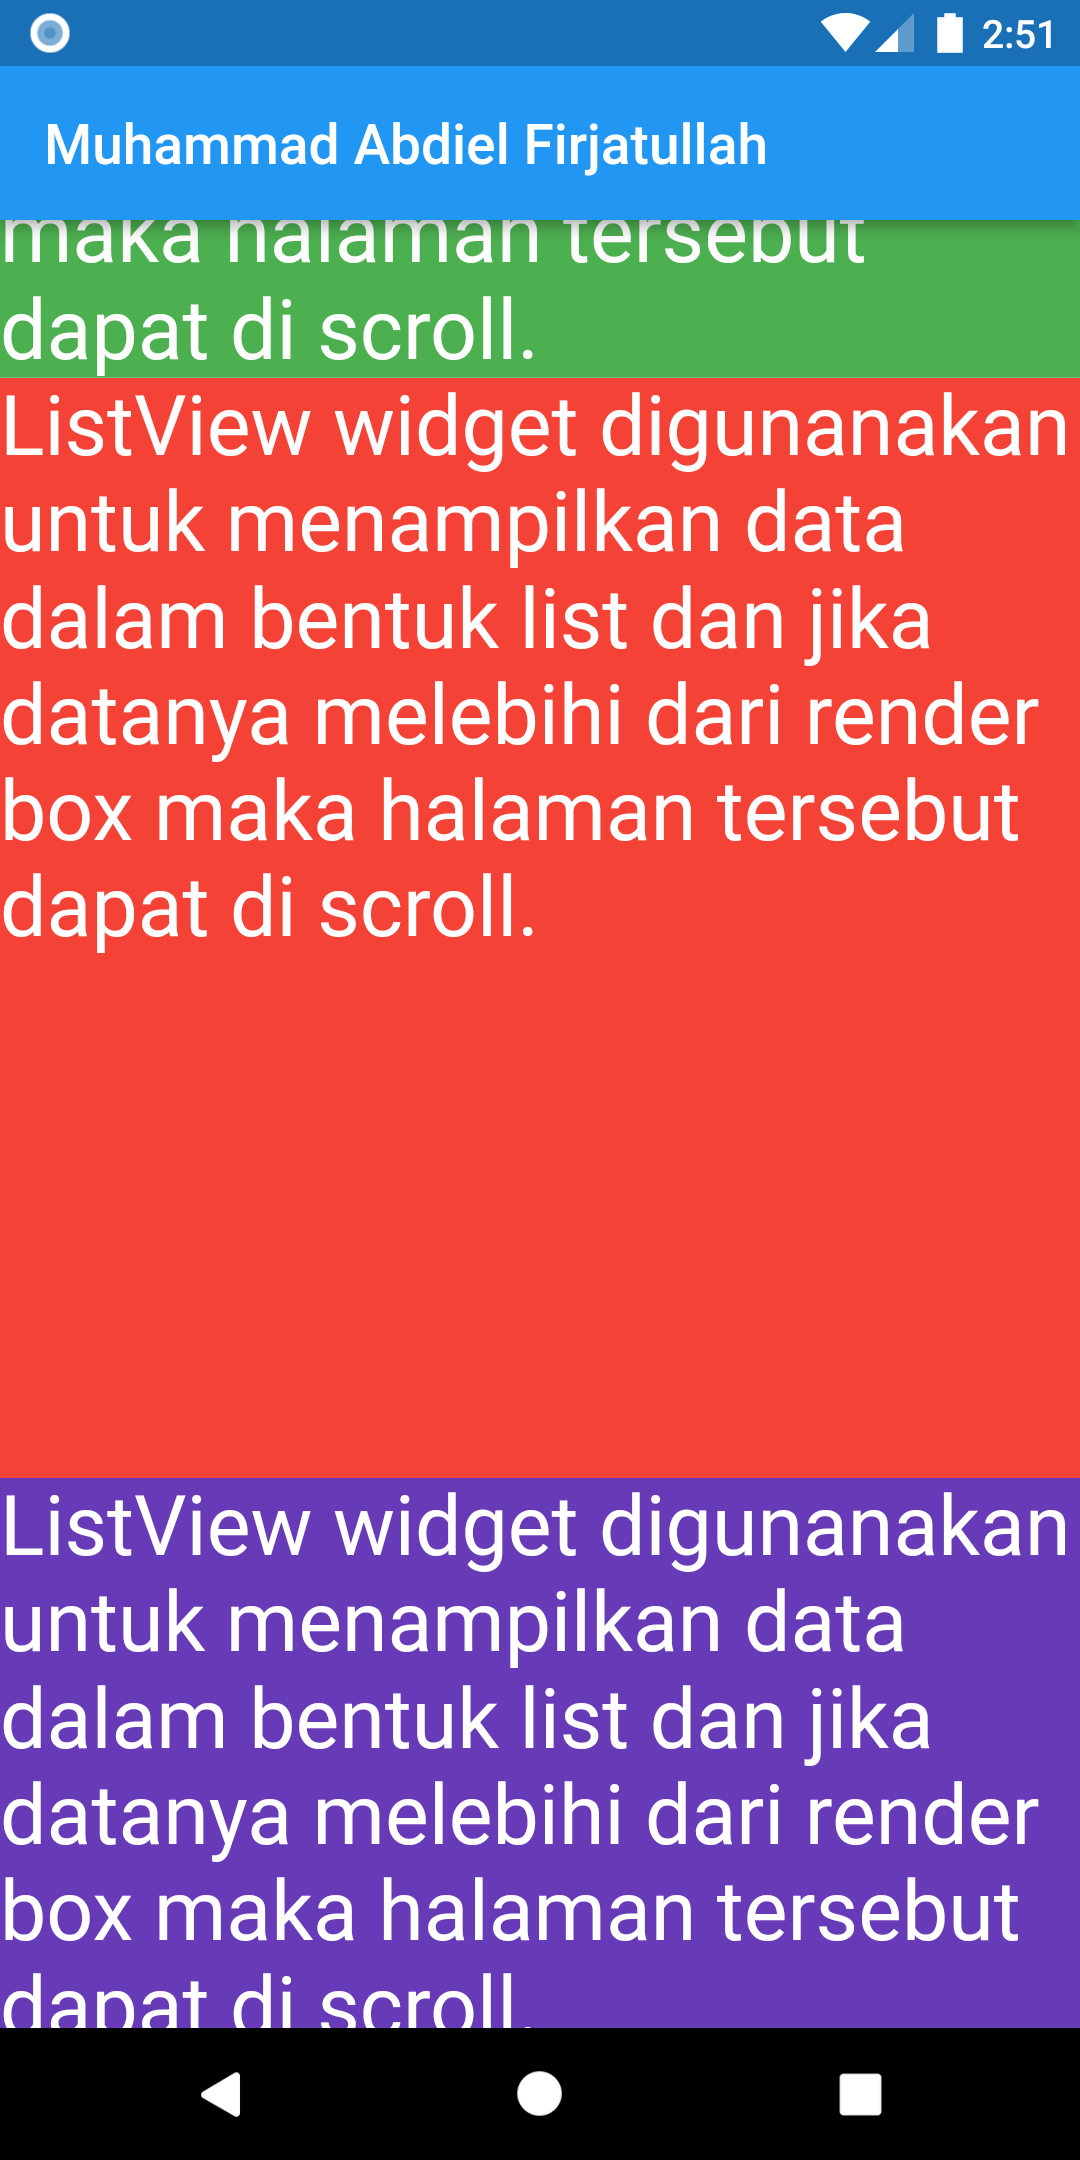 2:51
Muhammad Abdiel Firjatullah
maka halaman tersebut
dapat di scroll.
ListView widget digunanakan
untuk menampilkan data
dalam bentuk list dan jika
datanya melebihi dari render
box maka halaman tersebut
dapat di scroll.
ListView widget digunanakan
untuk menampilkan data
dalam bentuk list dan jika
datanya melebihi dari render
box maka halaman tersebut
dapat di scroll.